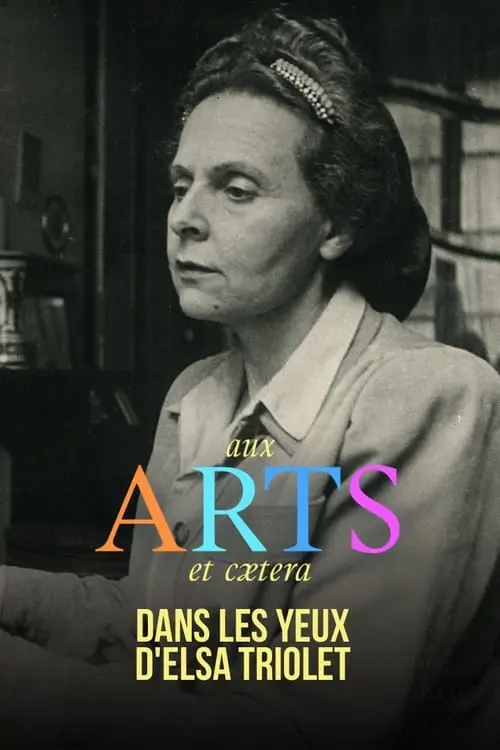 aux
ARTS
et cætera
DANS LES YEUX
D'ELSA TRIOLET